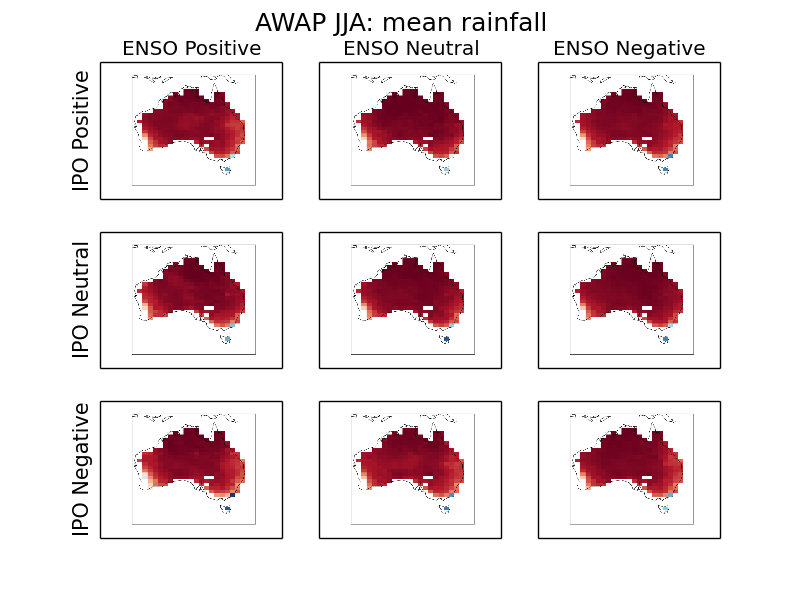 AWAP JJA: mean rainfall
ENSO Positive
ENSO Neutral
ENSO Negative
IPO Positive
IPO Neutral
IPO Negative